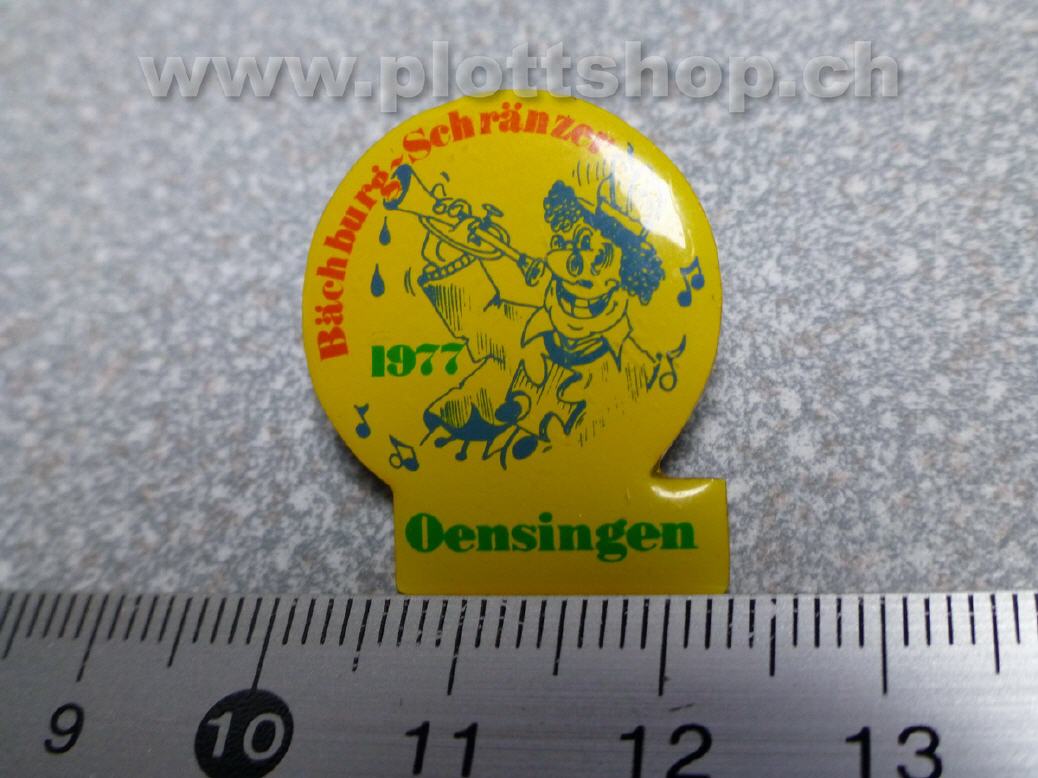 www.plottshop.ch
Bächburg-Schränzer
1977
Oensingen
9 10 11 12 13